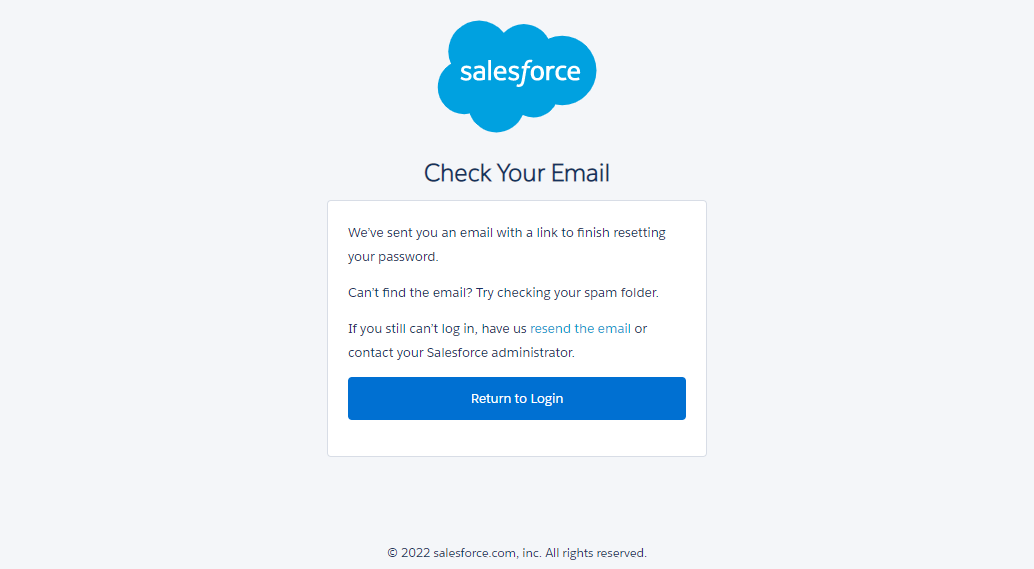 salesforce
Check Your Email
We've sent you an email with a link to finish resetting
your password.
Can't find the email? Try checking your spam folder.
If you still can't log in, have us resend the email or
contact your Salesforce administrator.
Return to Login
© 2022 salesforce.com, inc. All rights reserved.